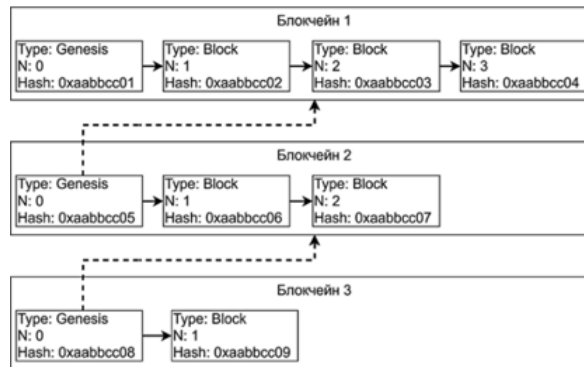 Блокчейн 1
Type: Genesis
N: 0
Hash: 0xaabbcc01
Type: Block
N: 1
Hash: 0xaabbcc02
Type: Block
N: 2
Hash: 0xaabbcc03
Type: Block
N: 3
Hash: 0xaabbcc04
Блокчейн 2
Type: Genesis
N: 0
Hash: 0xaabbcc05
Type: Block
N: 1
Hash: 0xaabbcc06
Type: Block
N: 2
Hash: 0xaabbcc07
Блокчейн 3
Type: Genesis
N: 0
Hash: 0xaabbcc08
Type: Block
N: 1
Hash: 0xaabbcc09